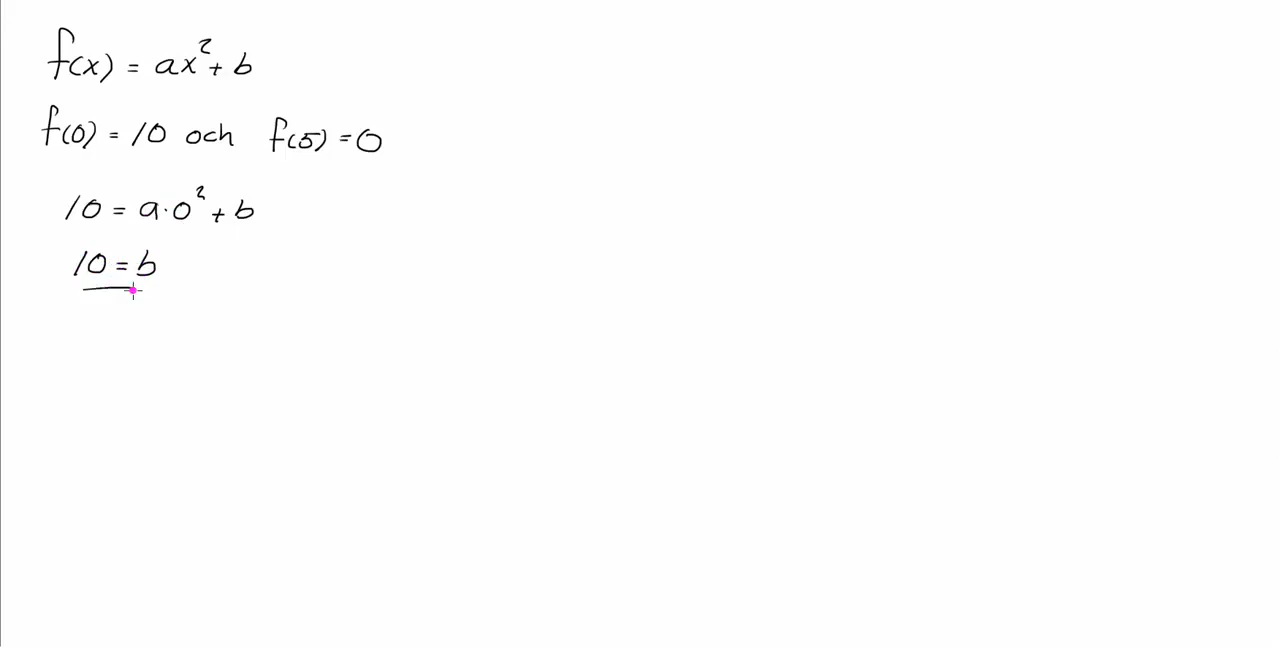 f(x) = ax² + b
f(0) = 10 och f(5) = 0
10 = a·0² + b
10 = b